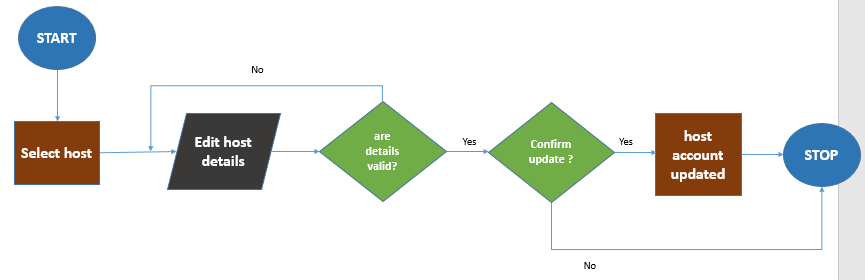 START
No
Select host
Edit host
details
are
details
valid?
Yes
Confirm
update ?
Yes
host
account
updated
STOP
No